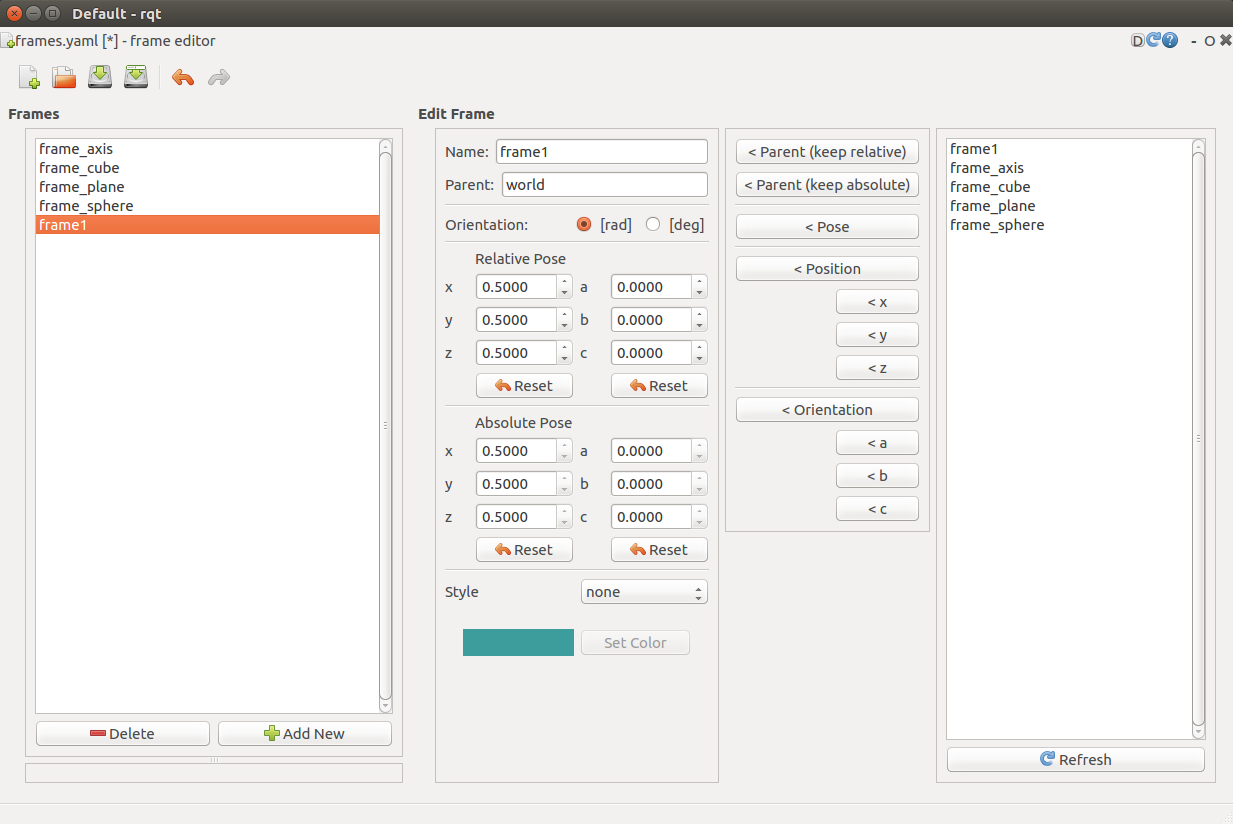 Default - rqt
frames.yaml [*] - frame editor
D ? - O
Frames
Edit Frame
frame_axis
frame_cube
frame_plane
frame_sphere
frame1
Delete
Add New
Name: frame1
Parent: world
Orientation: [rad] [deg]
Relative Pose
x 0.5000 a 0.0000
y 0.5000 b 0.0000
z 0.5000 c 0.0000
Reset Reset
Absolute Pose
x 0.5000 a 0.0000
y 0.5000 b 0.0000
z 0.5000 c 0.0000
Reset Reset
Style none
Set Color
< Parent (keep relative)
< Parent (keep absolute)
< Pose
< Position
< x
< y
< z
< Orientation
< a
< b
< c
frame1
frame_axis
frame_cube
frame_plane
frame_sphere
Refresh